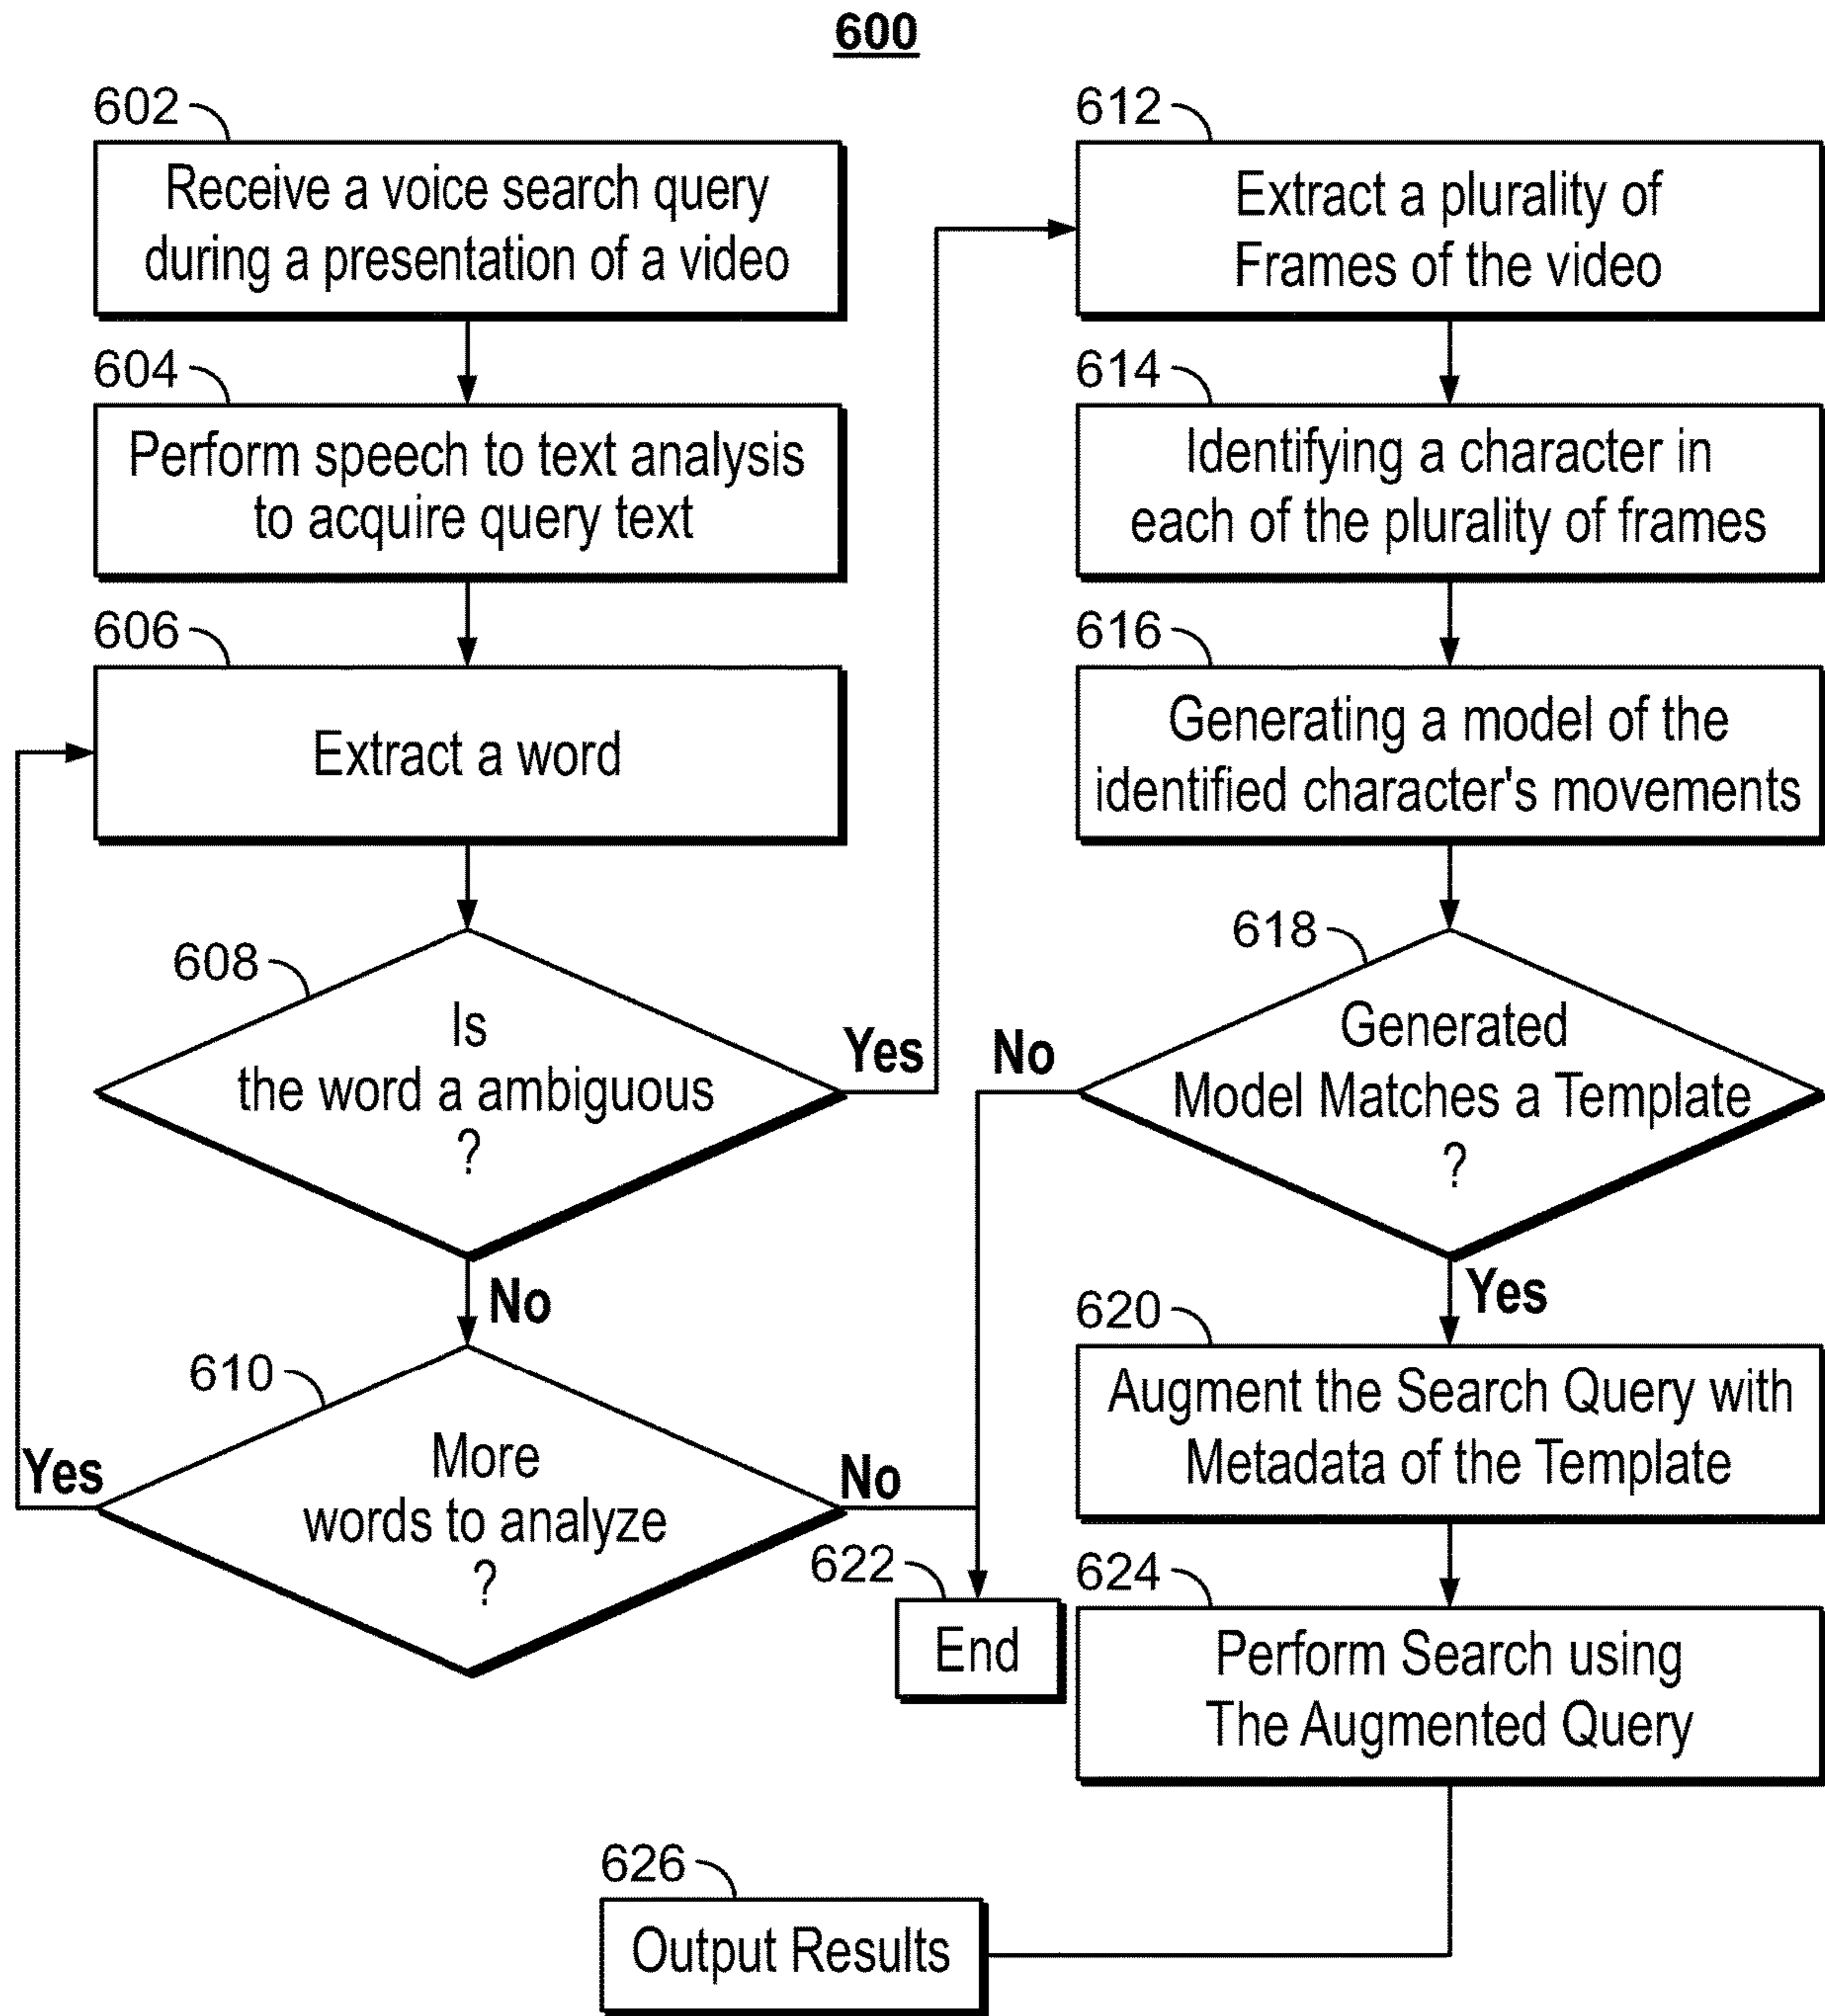 600
602
Receive a voice search query
during a presentation of a video
604
Perform speech to text analysis
to acquire query text
606
Extract a word
608
Is
the word a ambiguous
?
Yes
No
610
More
words to analyze
?
Yes
No
612
Extract a plurality of
Frames of the video
614
Identifying a character in
each of the plurality of frames
616
Generating a model of the
identified character's movements
618
Generated
Model Matches a Template
?
No
Yes
620
Augment the Search Query with
Metadata of the Template
622
End
624
Perform Search using
The Augmented Query
626
Output Results